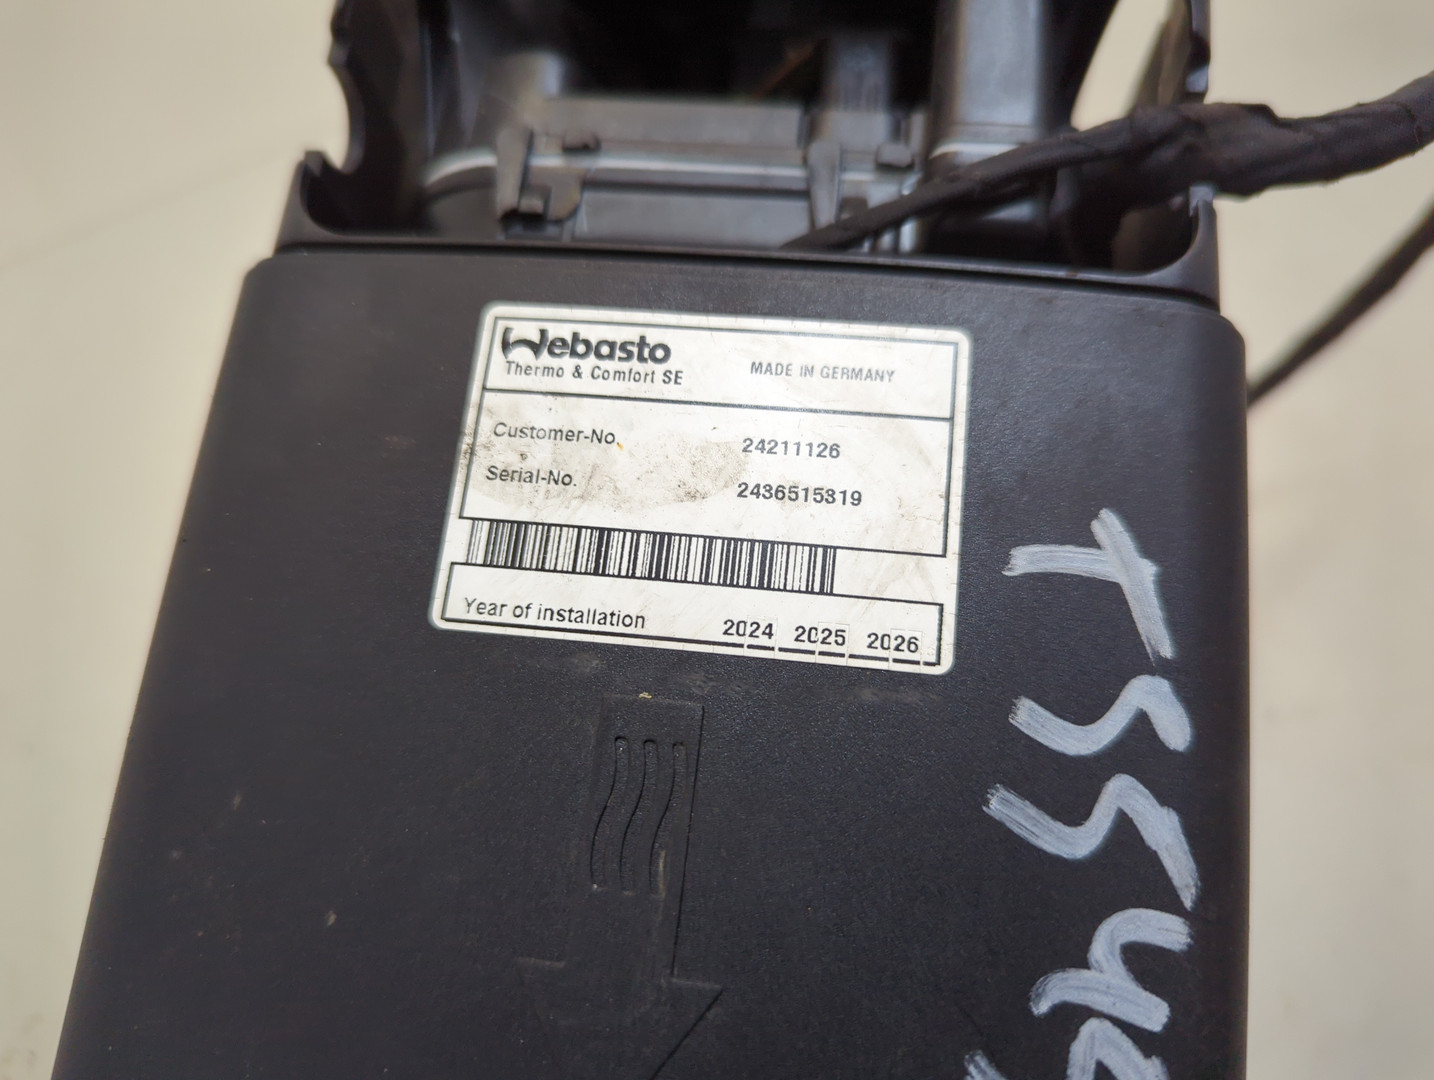 Webasto
Thermo & Comfort SE
MADE IN GERMANY
Customer-No. 24211126
Serial-No. 2436515319
Year of installation 2024 2025 2026